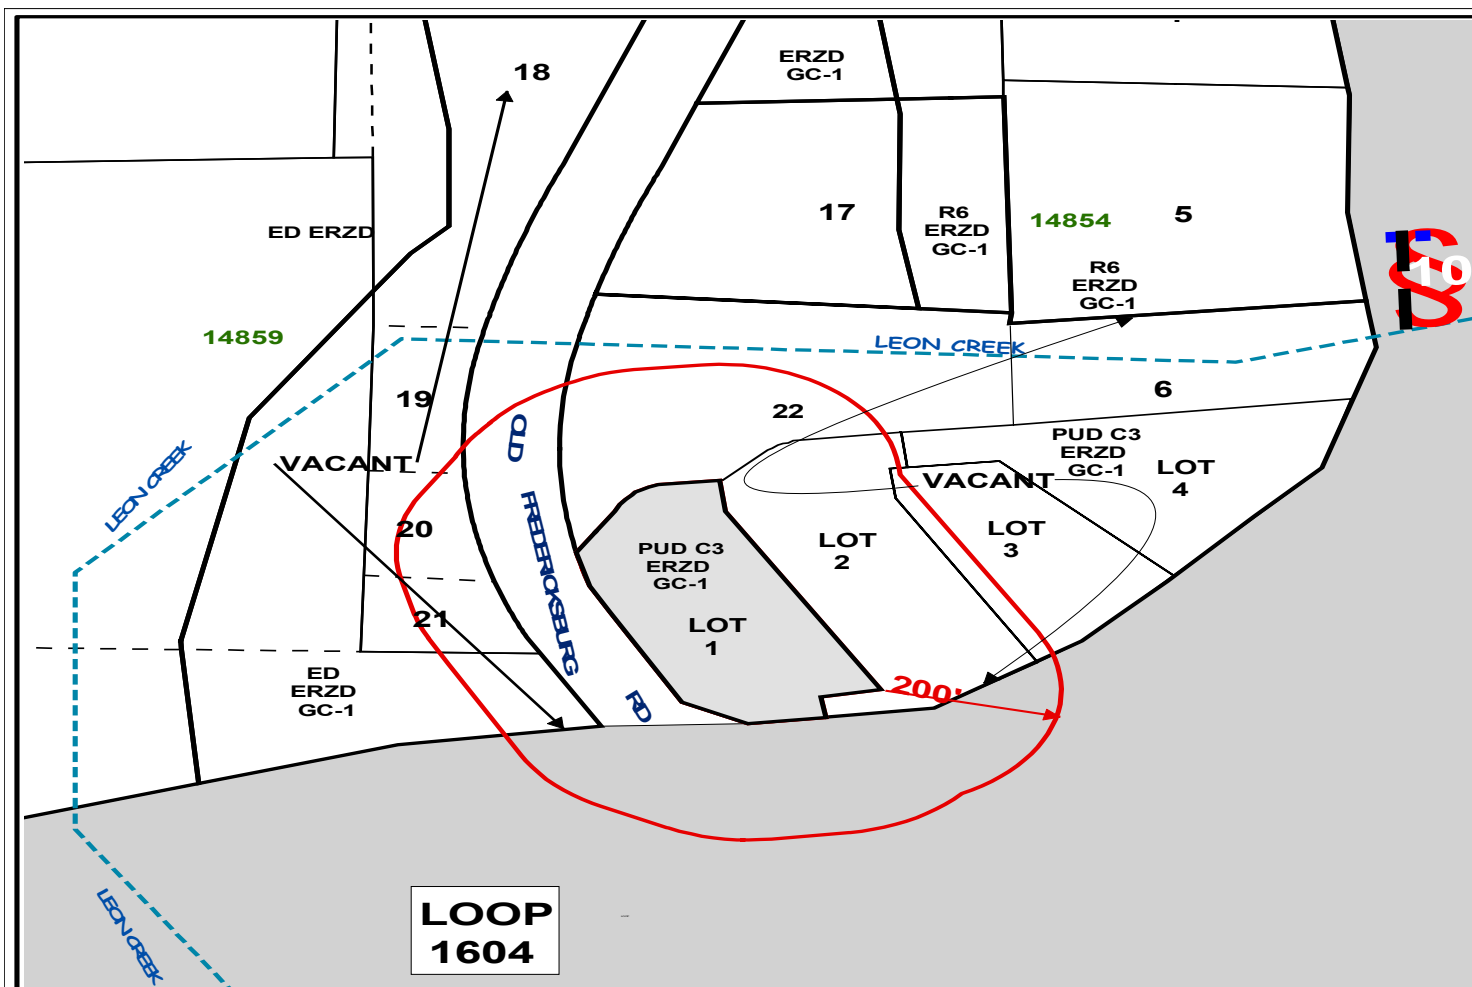 18
ERZD
GC-1
17
R6
ERZD
GC-1
14854
5
ED ERZD
R6
ERZD
GC-1
10
14859
LEON CREEK
19
22
6
OLD
PUD C3
ERZD
GC-1
LOT
4
VACANT
LEON CREEK
VACANT
20
FREDERICKSBURG
LOT
3
LOT
2
PUD C3
ERZD
GC-1
21
LOT
1
ED
ERZD
GC-1
200'
RD
LEON CREEK
LOOP
1604